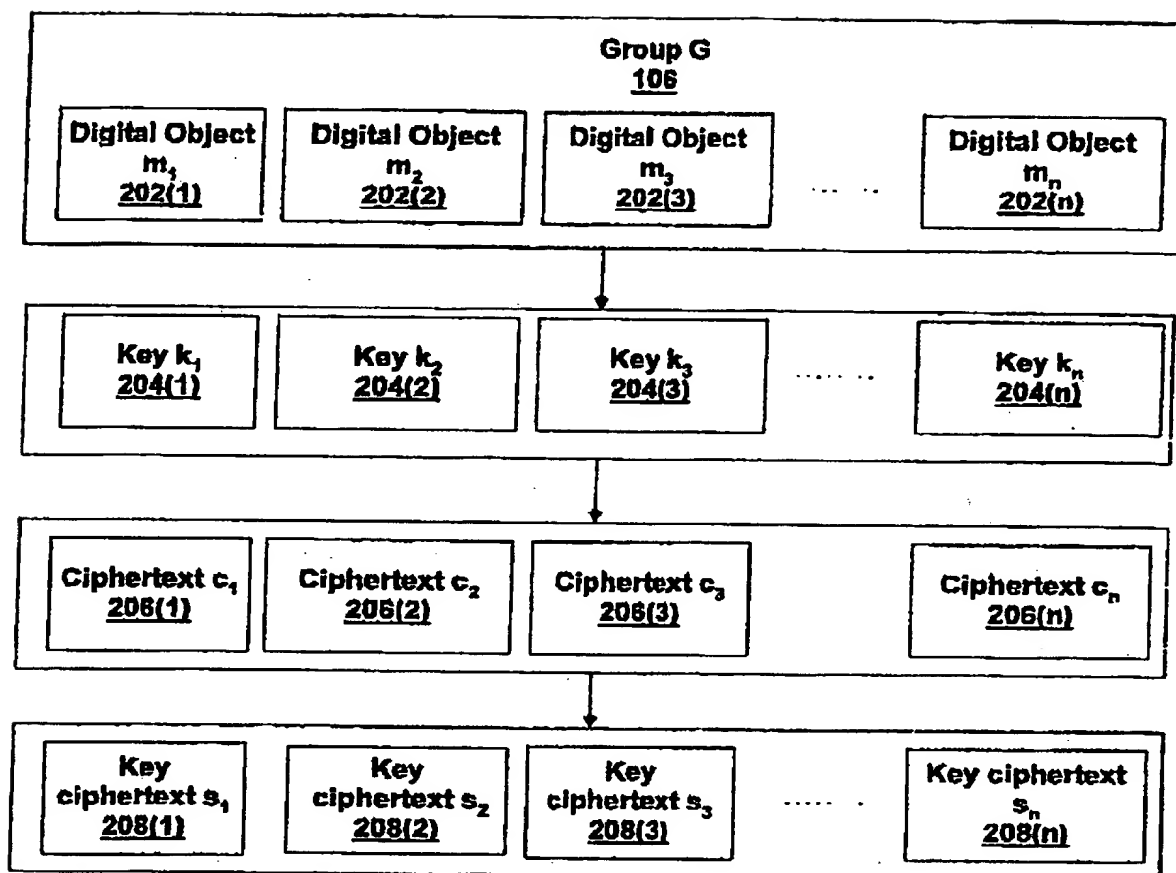 Group G
106
Digital Object
m₁
202(1)
Digital Object
m₂
202(2)
Digital Object
m₃
202(3)
..... .....
Digital Object
mₙ
202(n)
Key k₁
204(1)
Key k₂
204(2)
Key k₃
204(3)
..... .....
Key kₙ
204(n)
Ciphertext c₁
206(1)
Ciphertext c₂
206(2)
Ciphertext c₃
206(3)
Ciphertext cₙ
206(n)
Key
ciphertext s₁
208(1)
Key
ciphertext s₂
208(2)
Key
ciphertext s₃
208(3)
..... .....
Key ciphertext
sₙ
208(n)